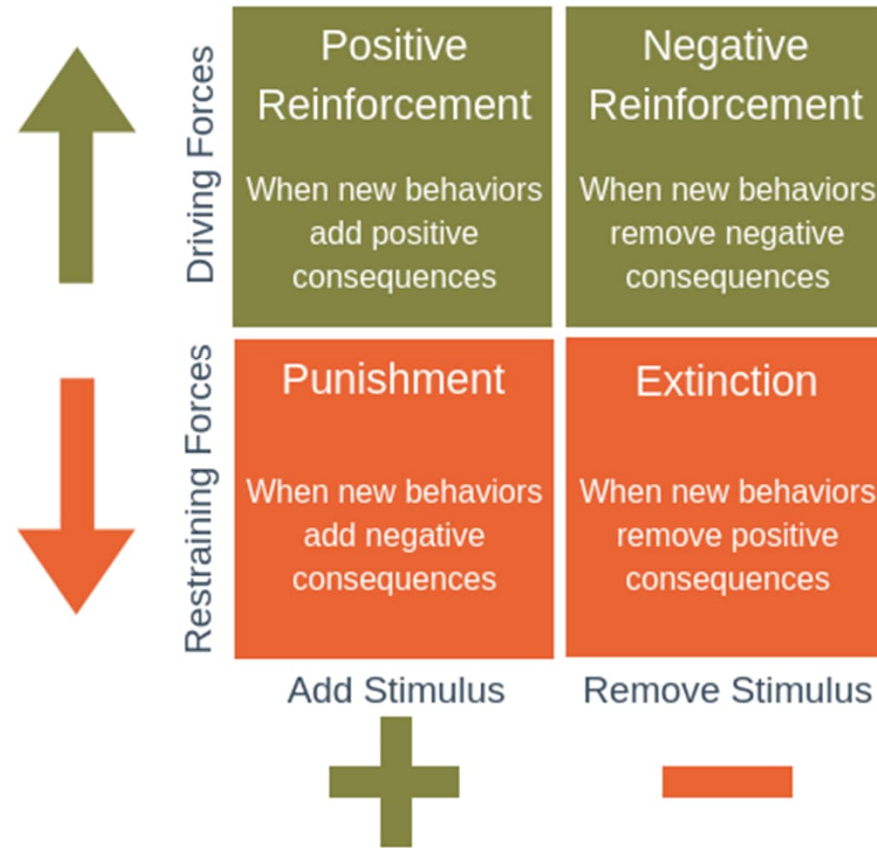 Driving Forces
Positive
Reinforcement
When new behaviors
add positive
consequences
Negative
Reinforcement
When new behaviors
remove negative
consequences
Restraining Forces
Punishment
When new behaviors
add negative
consequences
Extinction
When new behaviors
remove positive
consequences
Add Stimulus
Remove Stimulus